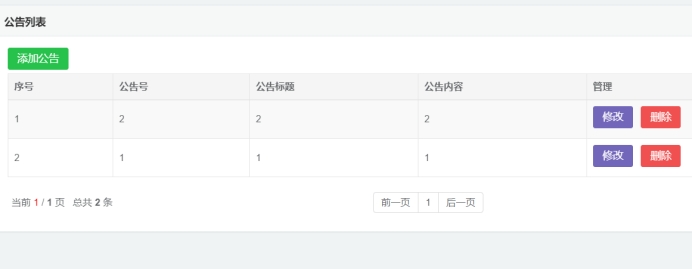 公告列表
添加公告
序号 公告号 公告标题 公告内容 管理
1 2 2 2 修改 删除
2 1 1 1 修改 删除
当前 1 / 1 页 总共 2 条 前一页 1 后一页